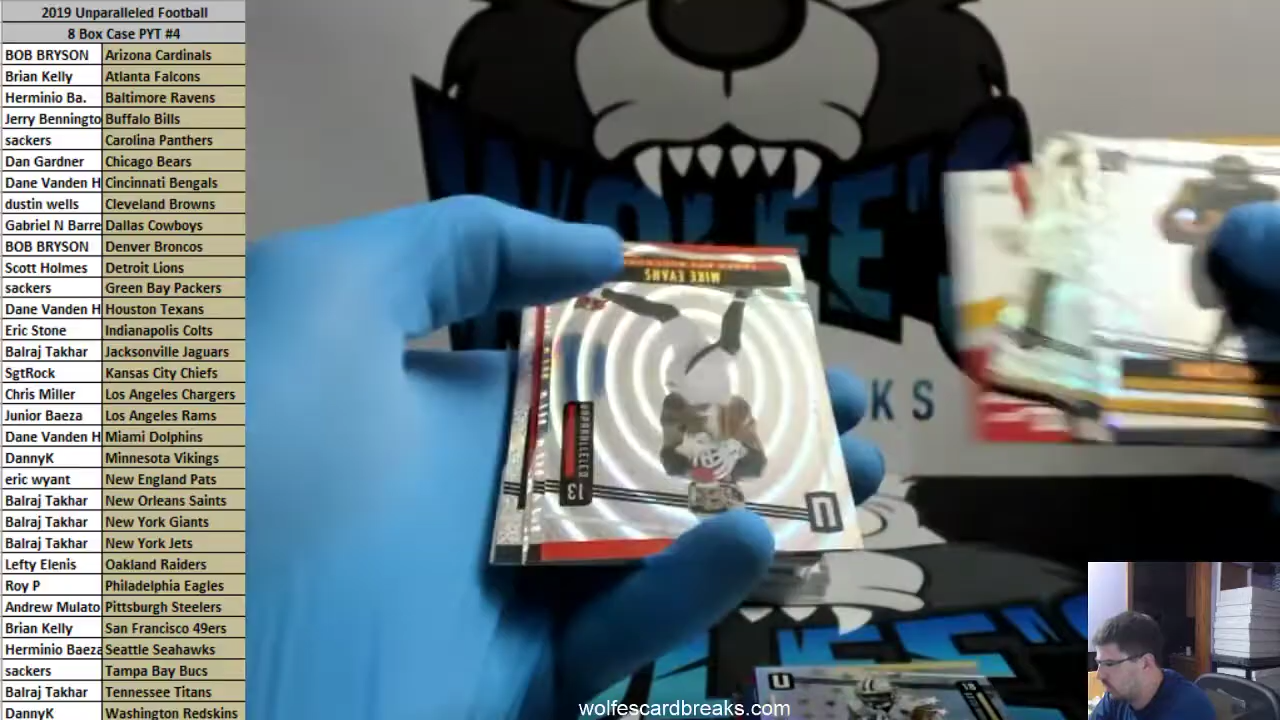 2019 Unparalleled Football
8 Box Case PYT #4
BOB BRYSON Arizona Cardinals
Brian Kelly Atlanta Falcons
Herminio Ba. Baltimore Ravens
Jerry Benningto Buffalo Bills
sackers Carolina Panthers
Dan Gardner Chicago Bears
Dane Vanden H Cincinnati Bengals
dustin wells Cleveland Browns
Gabriel N Barre Dallas Cowboys
BOB BRYSON Denver Broncos
Scott Holmes Detroit Lions
sackers Green Bay Packers
Dane Vanden H Houston Texans
Eric Stone Indianapolis Colts
Balraj Takhar Jacksonville Jaguars
SgtRock Kansas City Chiefs
Chris Miller Los Angeles Chargers
Junior Baeza Los Angeles Rams
Dane Vanden H Miami Dolphins
DannyK Minnesota Vikings
eric wyant New England Pats
Balraj Takhar New Orleans Saints
Balraj Takhar New York Giants
Balraj Takhar New York Jets
Lefty Elenis Oakland Raiders
Roy P Philadelphia Eagles
Andrew Mulato Pittsburgh Steelers
Brian Kelly San Francisco 49ers
Herminio Baeza Seattle Seahawks
sackers Tampa Bay Bucs
Balraj Takhar Tennessee Titans
DannyK Washington Redskins
WOLFE'S
KS
MIKE EVANS
UNPARALLELED
13
U
U
18
wolfescardbreaks.com